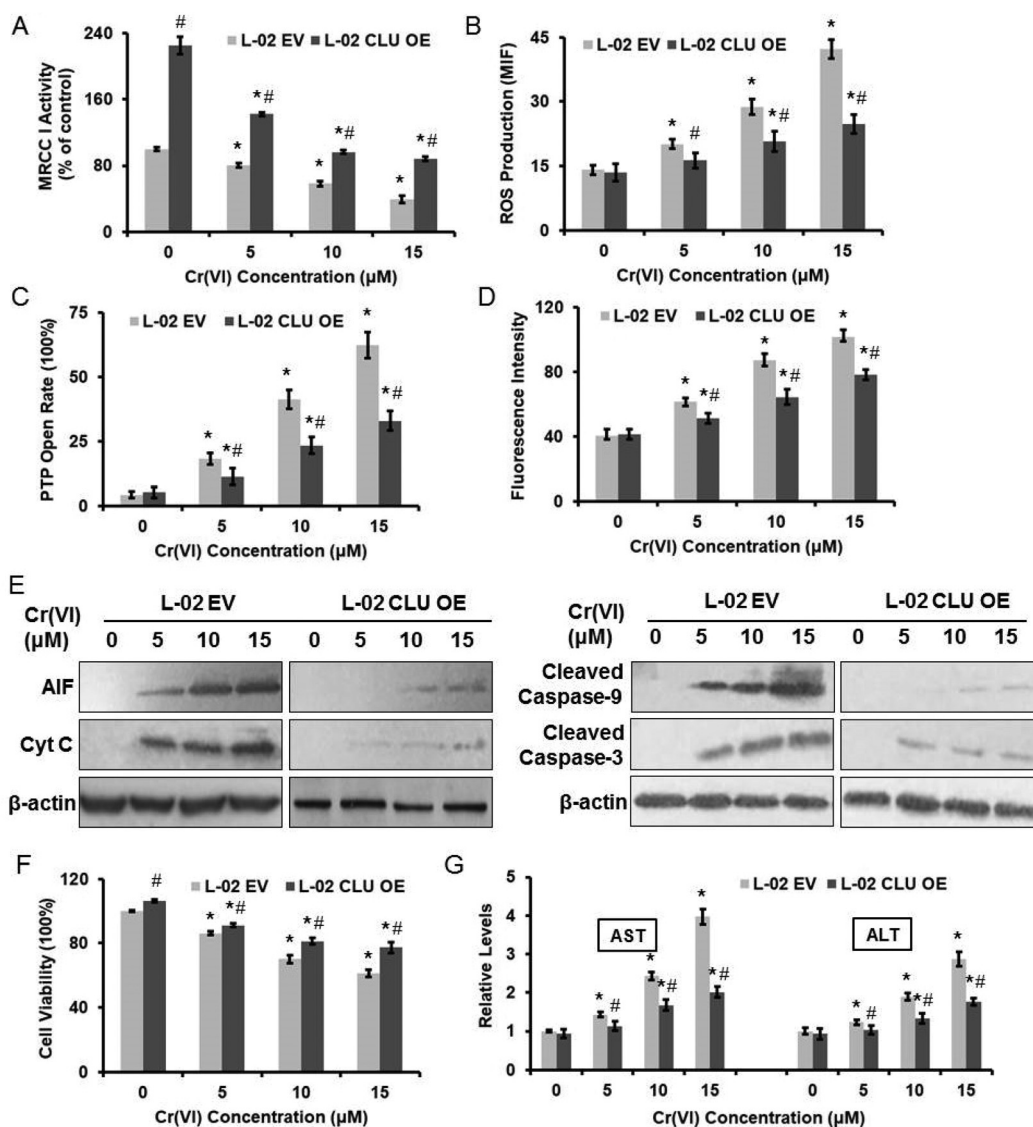 A
MRCC I Activity
(% of control)
240
160
80
0
L-02 EV
L-02 CLU OE
#
*
*#
*
*#
*
*#
0 5 10 15
Cr(VI) Concentration (µM)
B
ROS Production (MIF)
45
30
15
0
L-02 EV
L-02 CLU OE
*
#
*
*#
*
*#
0 5 10 15
Cr(VI) Concentration (µM)
C
PTP Open Rate (100%)
75
50
25
0
L-02 EV
L-02 CLU OE
*
*#
*
*#
*
*#
0 5 10 15
Cr(VI) Concentration (µM)
D
Fluorescence Intensity
120
80
40
0
L-02 EV
L-02 CLU OE
*
*#
*
*#
*
*#
0 5 10 15
Cr(VI) Concentration (µM)
E
Cr(VI)
(µM)
L-02 EV
L-02 CLU OE
0 5 10 15 0 5 10 15
AIF
Cyt C
β-actin
Cr(VI)
(µM)
L-02 EV
L-02 CLU OE
0 5 10 15 0 5 10 15
Cleaved
Caspase-9
Cleaved
Caspase-3
β-actin
F
Cell Viability (100%)
120
80
40
0
L-02 EV
L-02 CLU OE
#
*
*#
*
*#
*
*#
0 5 10 15
Cr(VI) Concentration (µM)
G
Relative Levels
5
4
3
2
1
0
L-02 EV
L-02 CLU OE
AST
ALT
*
#
*
*#
*
*#
*
#
*
*#
*
*#
0 5 10 15 0 5 10 15
Cr(VI) Concentration (µM)